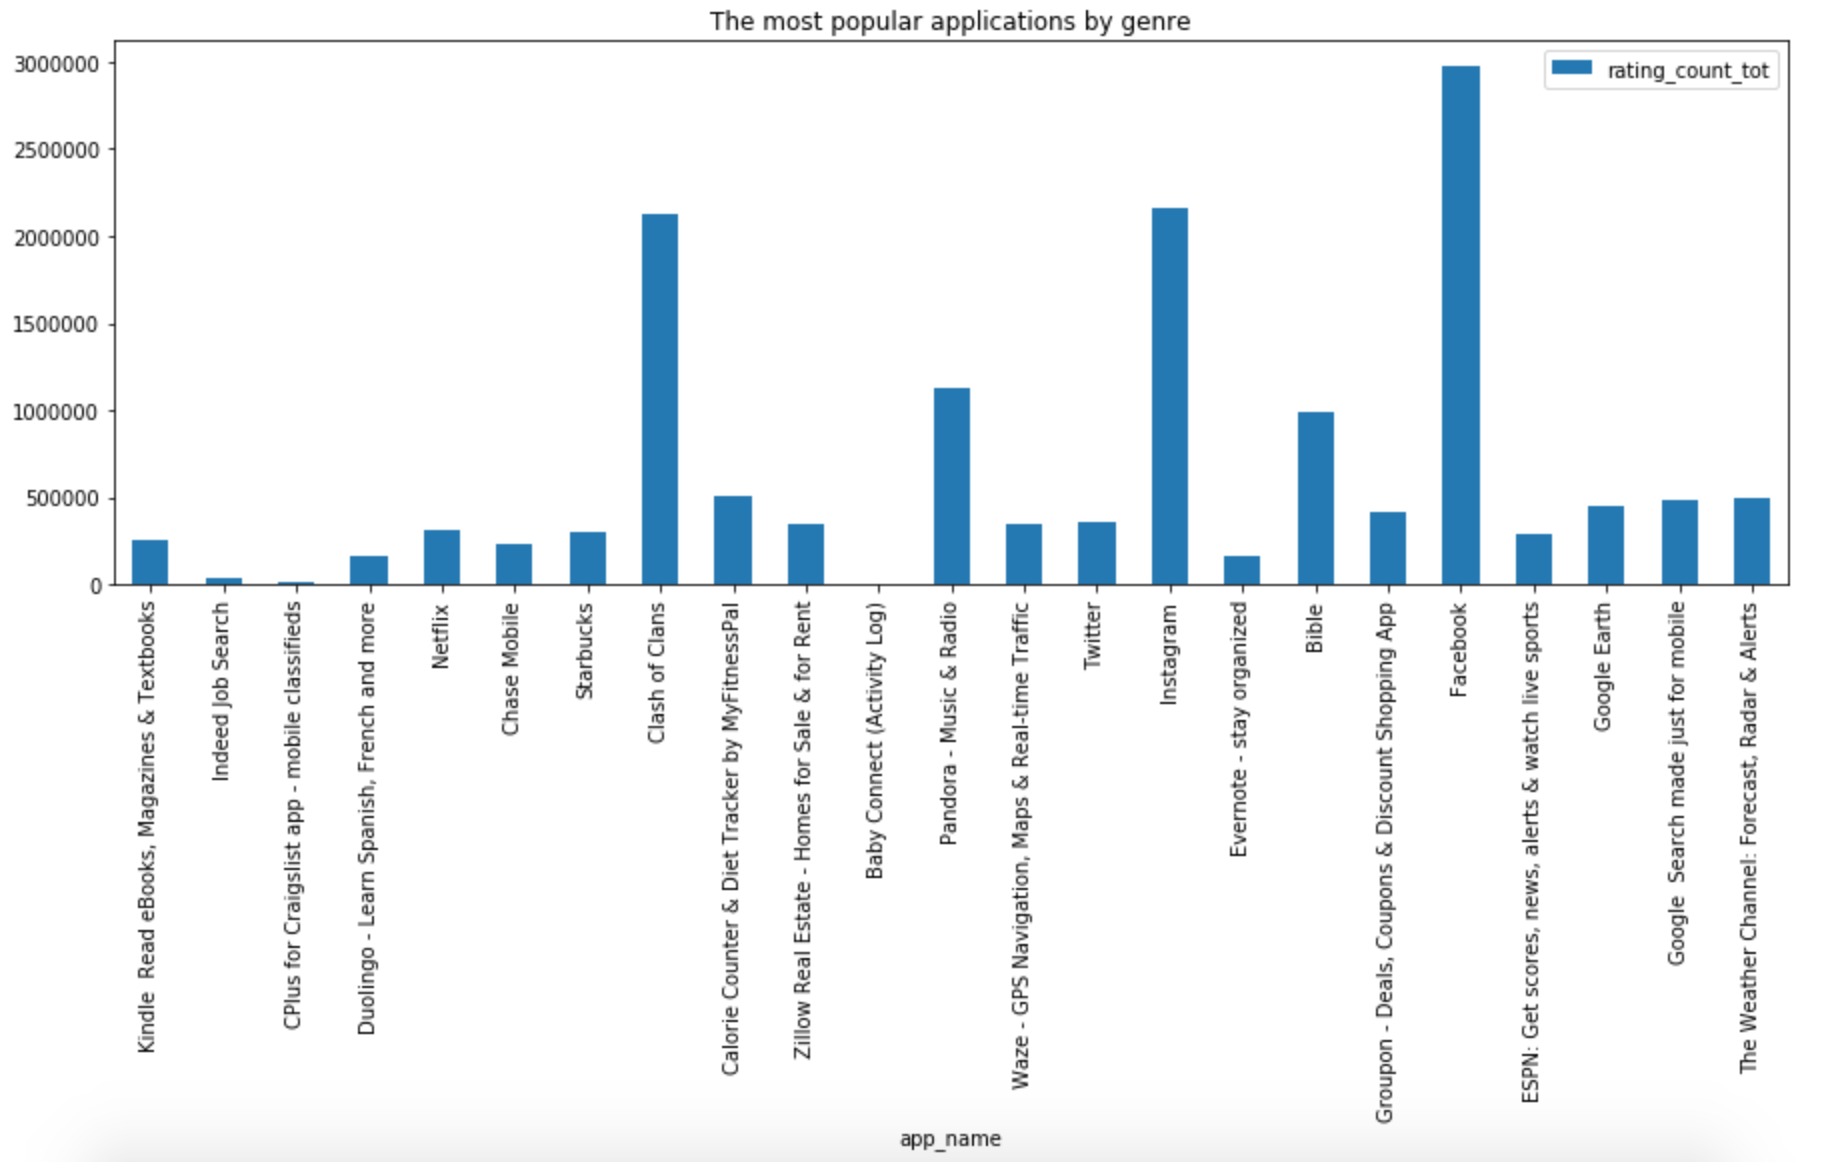 The most popular applications by genre
rating_count_tot
3000000
2500000
2000000
1500000
1000000
500000
0
Kindle  Read eBooks, Magazines & Textbooks
Indeed Job Search
CPlus for Craigslist app - mobile classifieds
Duolingo - Learn Spanish, French and more
Netflix
Chase Mobile
Starbucks
Clash of Clans
Calorie Counter & Diet Tracker by MyFitnessPal
Zillow Real Estate - Homes for Sale & for Rent
Baby Connect (Activity Log)
Pandora - Music & Radio
Waze - GPS Navigation, Maps & Real-time Traffic
Twitter
Instagram
Evernote - stay organized
Bible
Groupon - Deals, Coupons & Discount Shopping App
Facebook
ESPN: Get scores, news, alerts & watch live sports
Google Earth
Google  Search made just for mobile
The Weather Channel: Forecast, Radar & Alerts
app_name